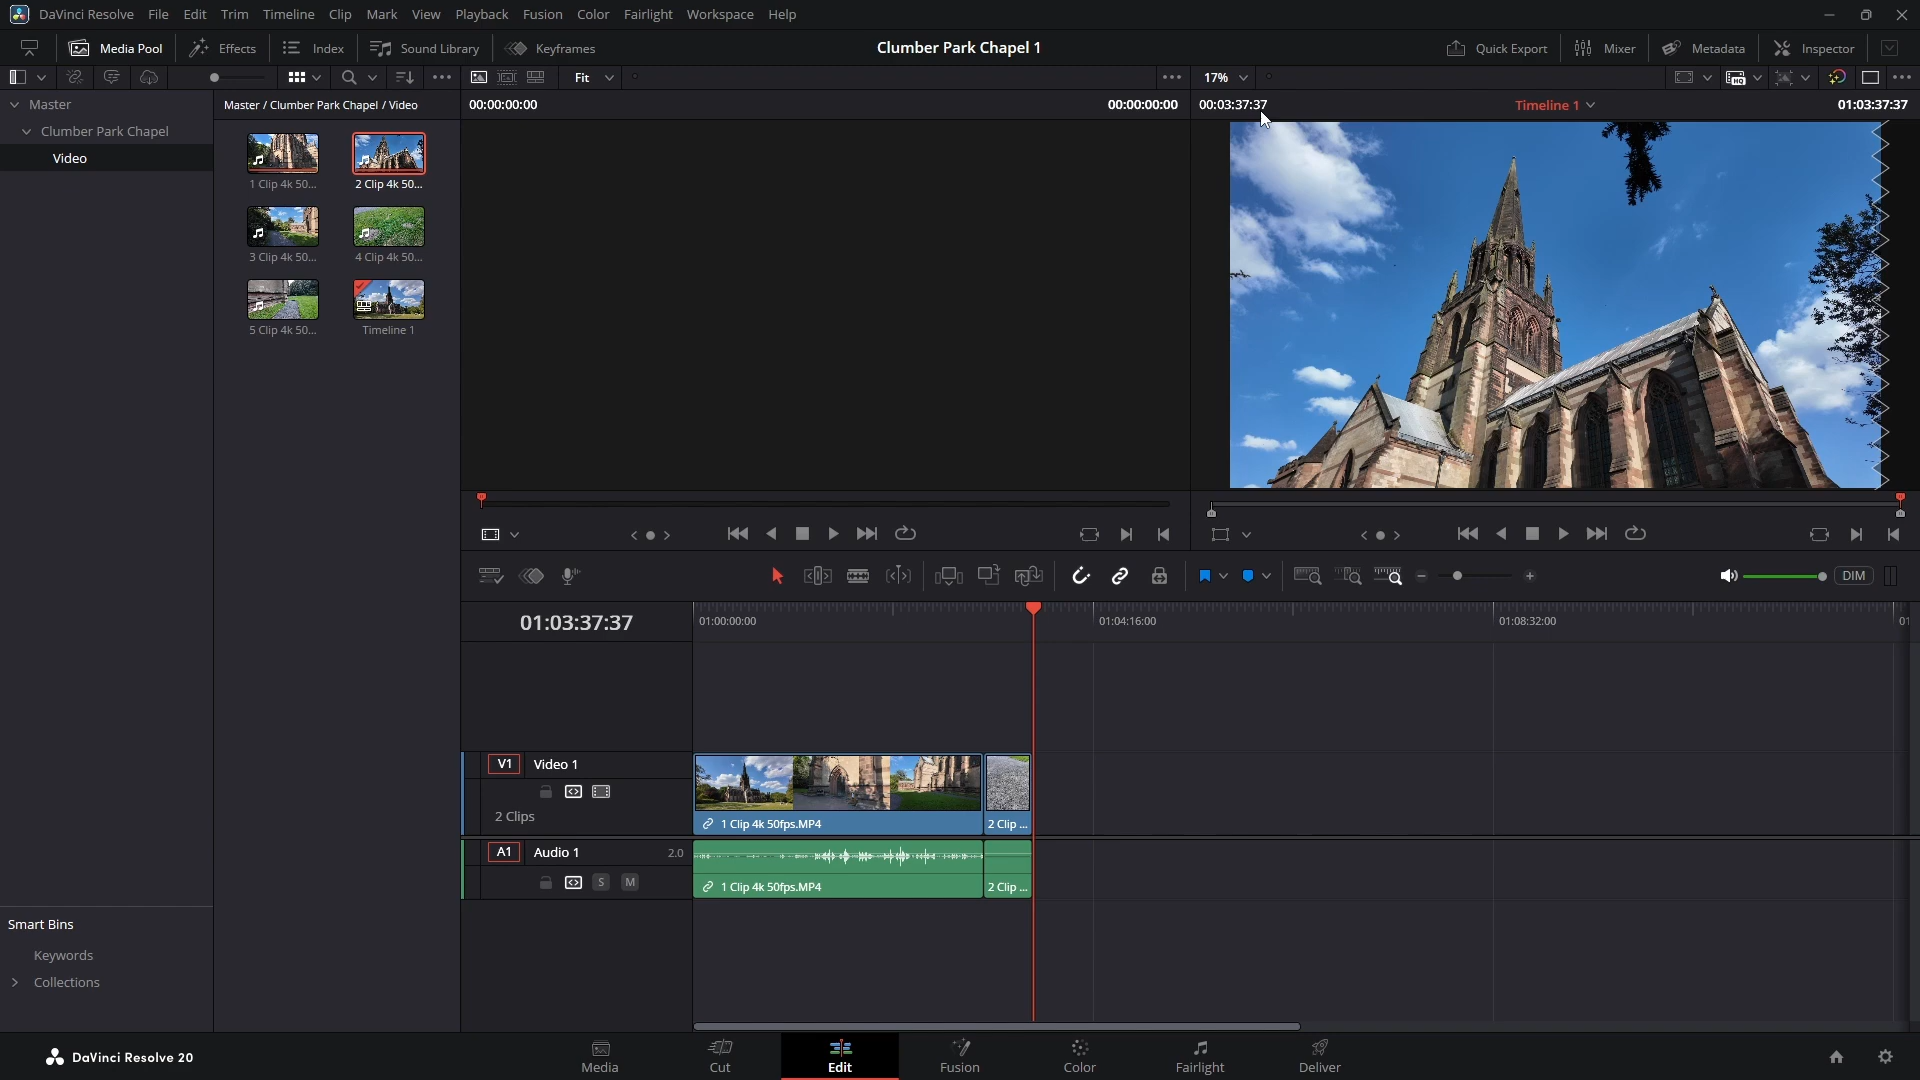 DaVinci Resolve File Edit Trim Timeline Clip Mark View Playback Fusion Color Fairlight Workspace Help
Media Pool Effects Index Sound Library Keyframes Clumber Park Chapel 1 Quick Export Mixer Metadata Inspector
Fit 17%
Master Master / Clumber Park Chapel / Video 00:00:00:00 00:00:00:00 00:03:37:37 Timeline 1 01:03:37:37
Clumber Park Chapel
Video
1 Clip 4k 50... 2 Clip 4k 50...
3 Clip 4k 50... 4 Clip 4k 50...
5 Clip 4k 50... Timeline 1
DIM
01:03:37:37 01:00:00:00 01:04:16:00 01:08:32:00 01
V1 Video 1
2 Clips 1 Clip 4k 50fps.MP4 2 Clip ...
A1 Audio 1 2.0
S M 1 Clip 4k 50fps.MP4 2 Clip ...
Smart Bins
Keywords
Collections
DaVinci Resolve 20 Media Cut Edit Fusion Color Fairlight Deliver